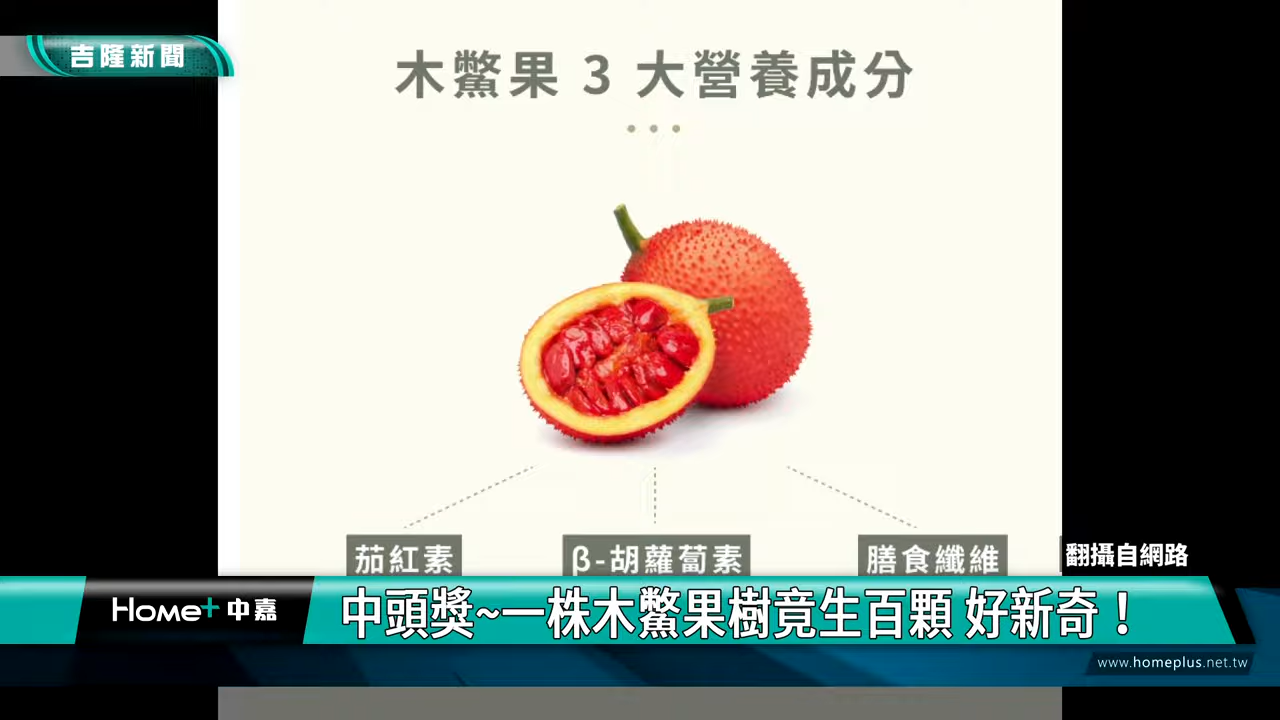 吉隆新聞
木鱉果 3 大營養成分
茄紅素
β-胡蘿蔔素
膳食纖維
翻攝自網路
Home+ 中嘉
中頭獎~一株木鱉果樹竟生百顆 好新奇！
www.homeplus.net.tw